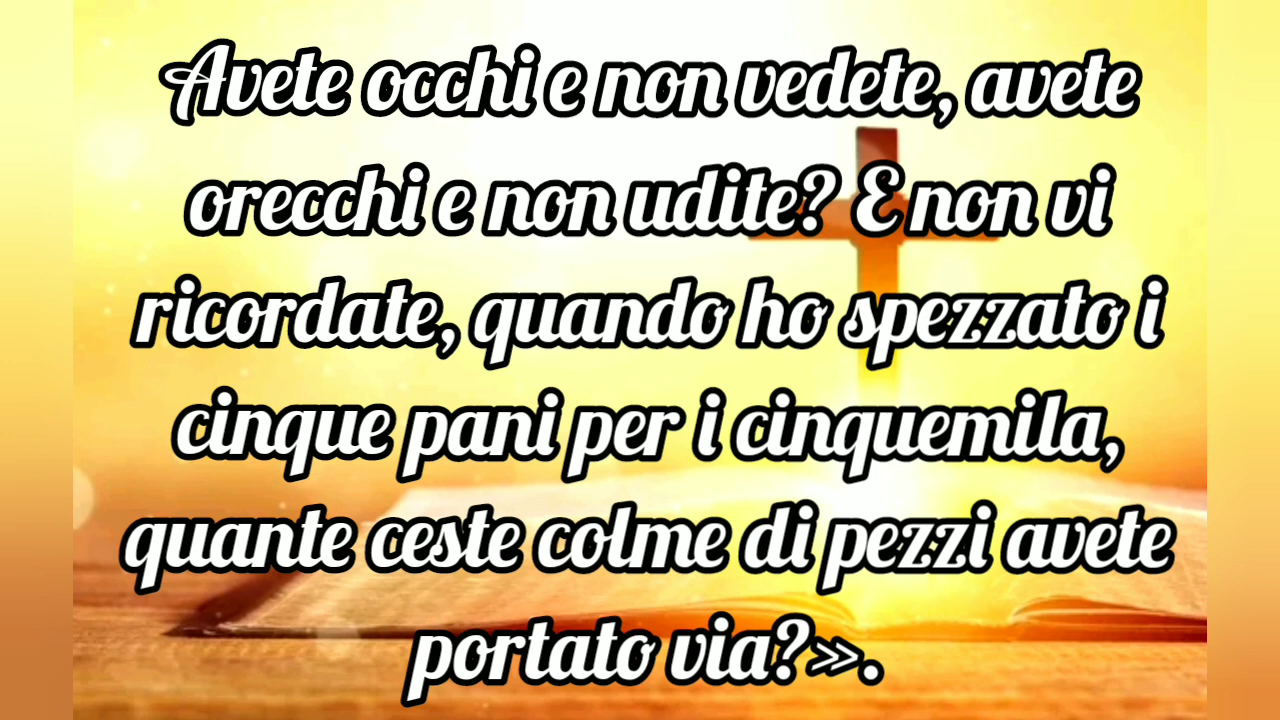 Avete occhi e non vedete, avete
orecchi e non udite? E non vi
ricordate, quando ho spezzato i
cinque pani per i cinquemila,
quante ceste colme di pezzi avete
portato via?».